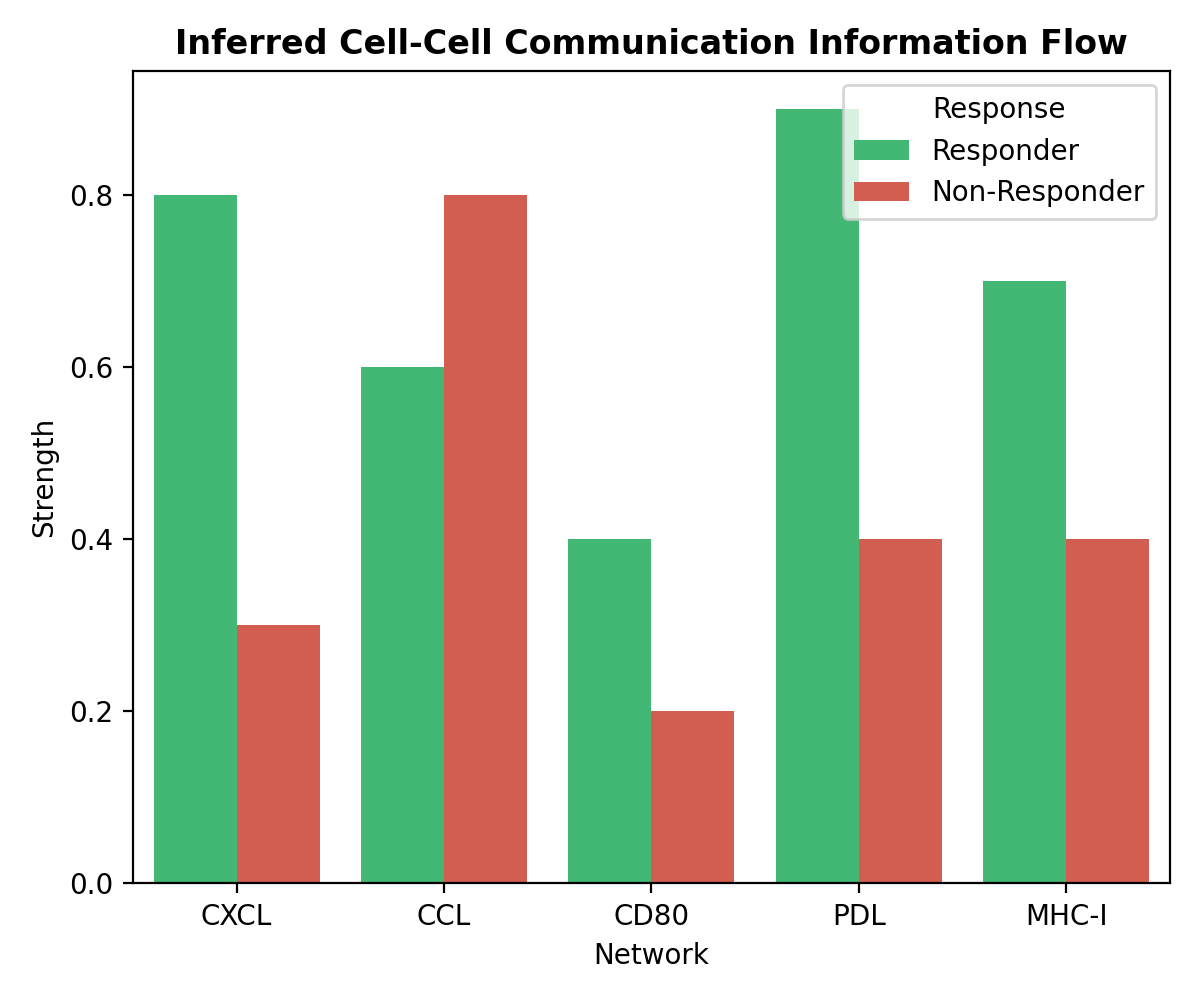 Inferred Cell-Cell Communication Information Flow
Response
Responder
Non-Responder
0.8
0.6
0.4
0.2
0.0
Strength
CXCL CCL CD80 PDL MHC-I
Network